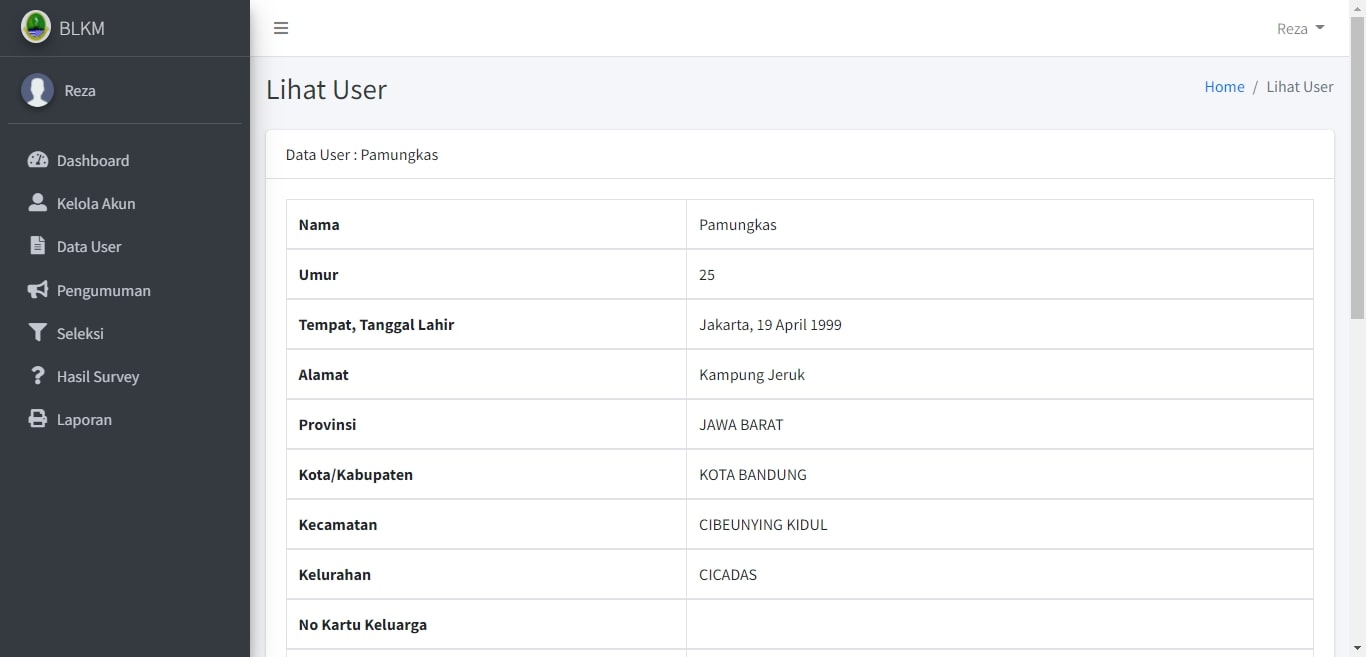 BLKM
Reza
Reza
Dashboard
Kelola Akun
Data User
Pengumuman
Seleksi
Hasil Survey
Laporan
Lihat User
Home / Lihat User
Data User : Pamungkas
Nama Pamungkas
Umur 25
Tempat, Tanggal Lahir Jakarta, 19 April 1999
Alamat Kampung Jeruk
Provinsi JAWA BARAT
Kota/Kabupaten KOTA BANDUNG
Kecamatan CIBEUNYING KIDUL
Kelurahan CICADAS
No Kartu Keluarga